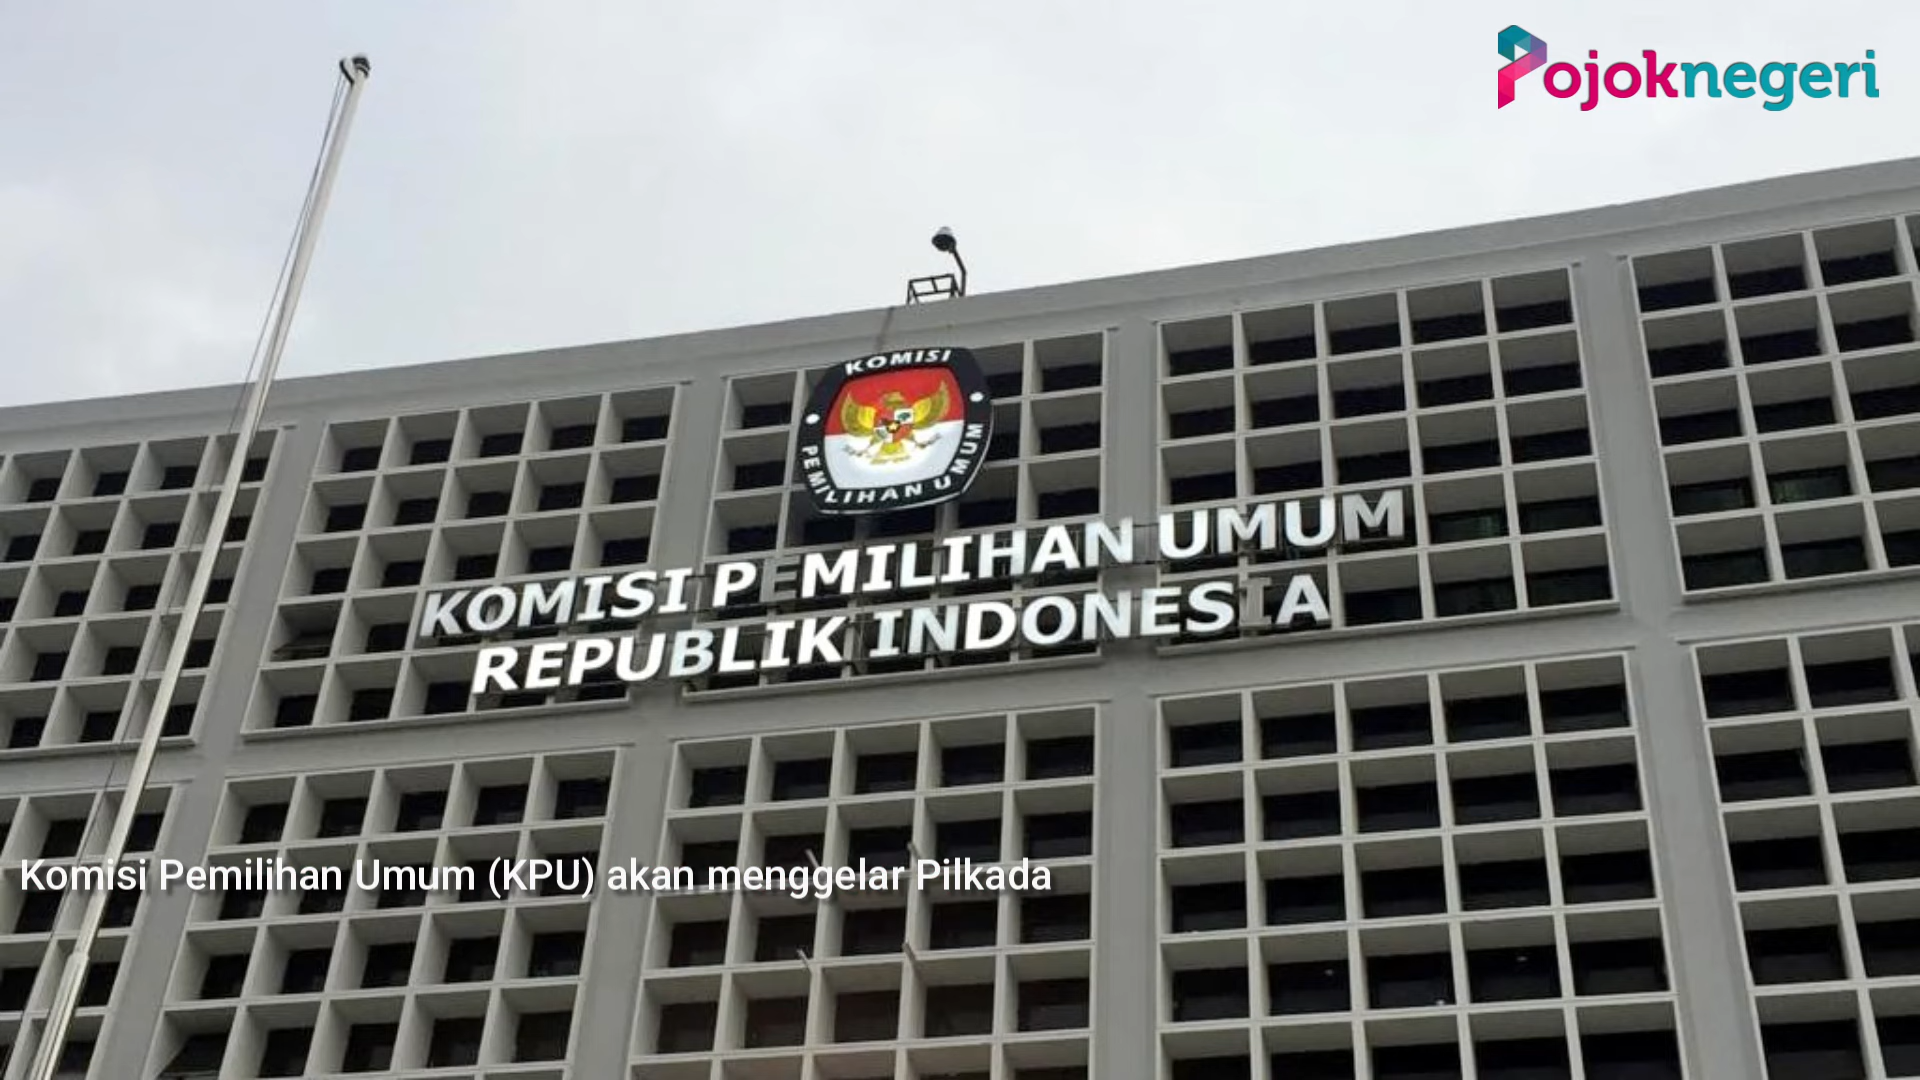 Pojoknegeri
KOMISI
PEMILIHAN UMUM
KOMISI PEMILIHAN UMUM
REPUBLIK INDONESIA
Komisi Pemilihan Umum (KPU) akan menggelar Pilkada